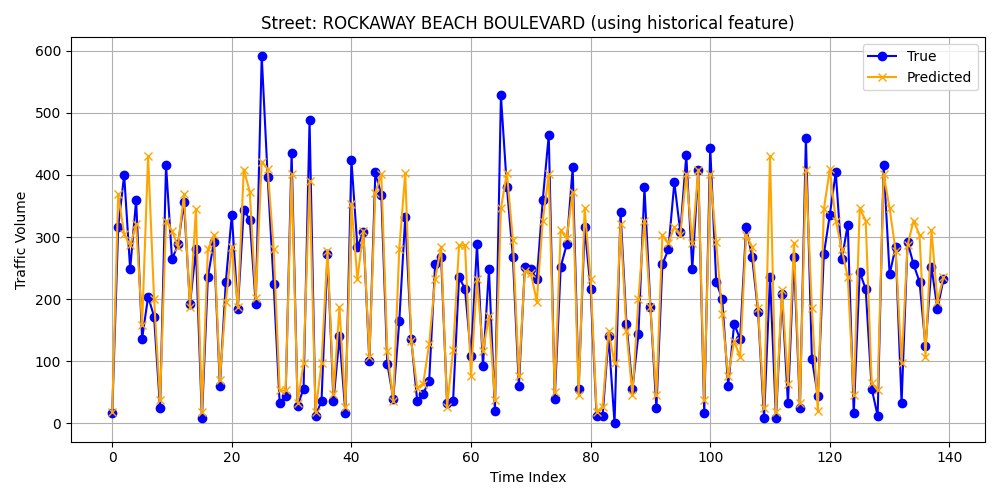 Street: ROCKAWAY BEACH BOULEVARD (using historical feature)
True
Predicted
Traffic Volume
600
500
400
300
200
100
0
0 20 40 60 80 100 120 140
Time Index